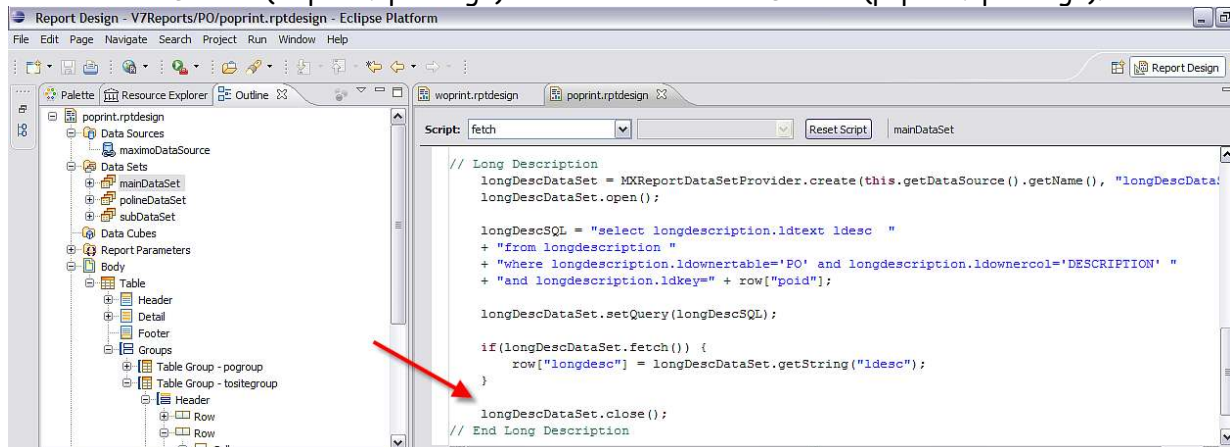 Report Design - V7Reports/PO/poprint.rptdesign - Eclipse Platform
File Edit Page Navigate Search Project Run Window Help
Report Design
Palette Resource Explorer Outline
woprint.rptdesign poprint.rptdesign
poprint.rptdesign
Data Sources
maximoDataSource
Data Sets
mainDataSet
polineDataSet
subDataSet
Data Cubes
Report Parameters
Body
Table
Header
Detail
Footer
Groups
Table Group - pogroup
Table Group - tositegroup
Header
Row
Row
Script: fetch Reset Script mainDataSet
// Long Description
longDescDataSet = MXReportDataSetProvider.create(this.getDataSource().getName(), "longDescDataS
longDescDataSet.open();
longDescSQL = "select longdescription.ldtext ldesc "
+ "from longdescription "
+ "where longdescription.ldownertable='PO' and longdescription.ldownercol='DESCRIPTION' "
+ "and longdescription.ldkey=" + row["poid"];
longDescDataSet.setQuery(longDescSQL);
if(longDescDataSet.fetch()) {
row["longdesc"] = longDescDataSet.getString("ldesc");
}
longDescDataSet.close();
// End Long Description